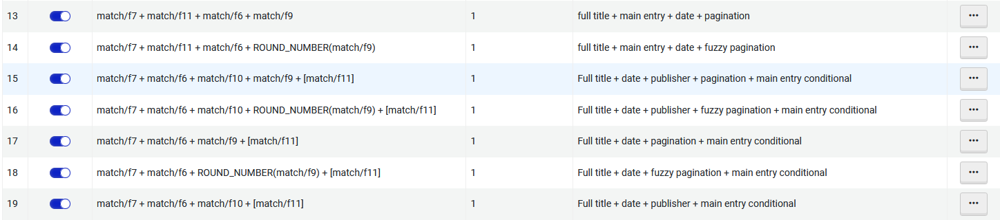 13 match/f7 + match/f11 + match/f6 + match/f9 1 full title + main entry + date + pagination
14 match/f7 + match/f11 + match/f6 + ROUND_NUMBER(match/f9) 1 full title + main entry + date + fuzzy pagination
15 match/f7 + match/f6 + match/f10 + match/f9 + [match/f11] 1 Full title + date + publisher + pagination + main entry conditional
16 match/f7 + match/f6 + match/f10 + ROUND_NUMBER(match/f9) + [match/f11] 1 Full title + date + publisher + fuzzy pagination + main entry conditional
17 match/f7 + match/f6 + match/f9 + [match/f11] 1 Full title + date + pagination + main entry conditional
18 match/f7 + match/f6 + ROUND_NUMBER(match/f9) + [match/f11] 1 Full title + date + fuzzy pagination + main entry conditional
19 match/f7 + match/f6 + match/f10 + [match/f11] 1 Full title + date + publisher + main entry conditional